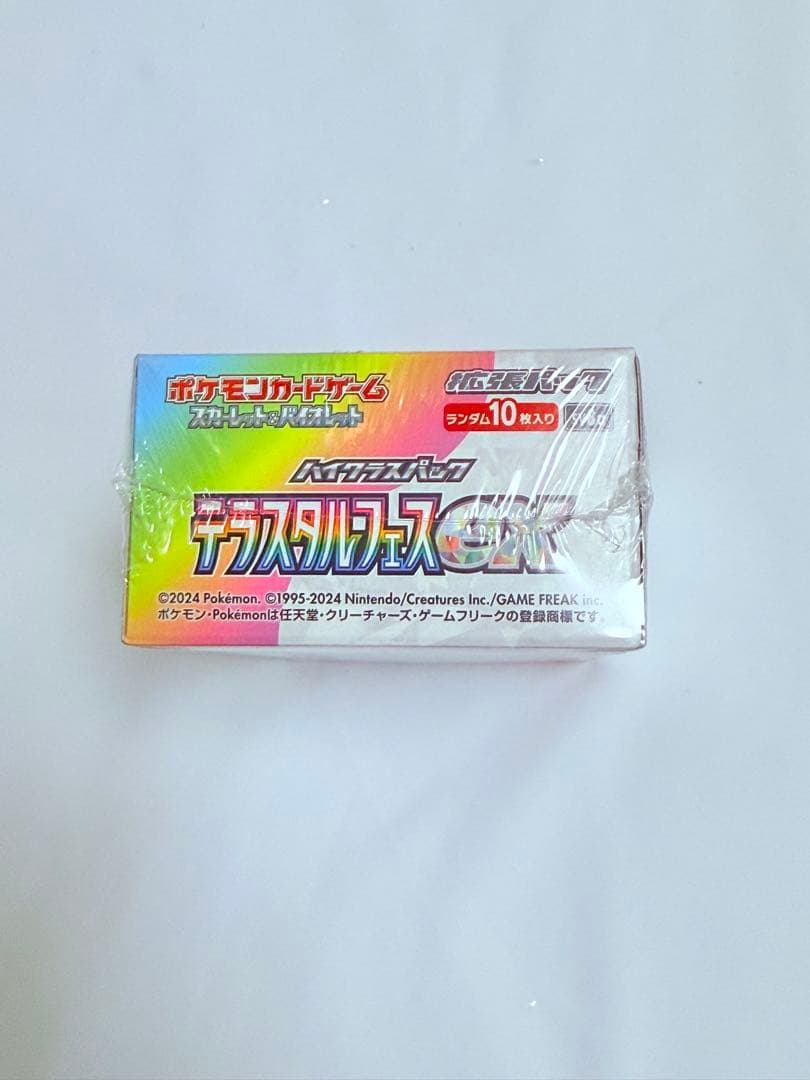 ポケモンカードゲーム
拡張パック
スカーレット&バイオレット
ランダム10枚入り
ハイクラスパック
テラスタルフェスex
©2024 Pokémon. ©1995-2024 Nintendo/Creatures Inc./GAME FREAK inc.
ポケモン・Pokémonは任天堂・クリーチャーズ・ゲームフリークの登録商標です。